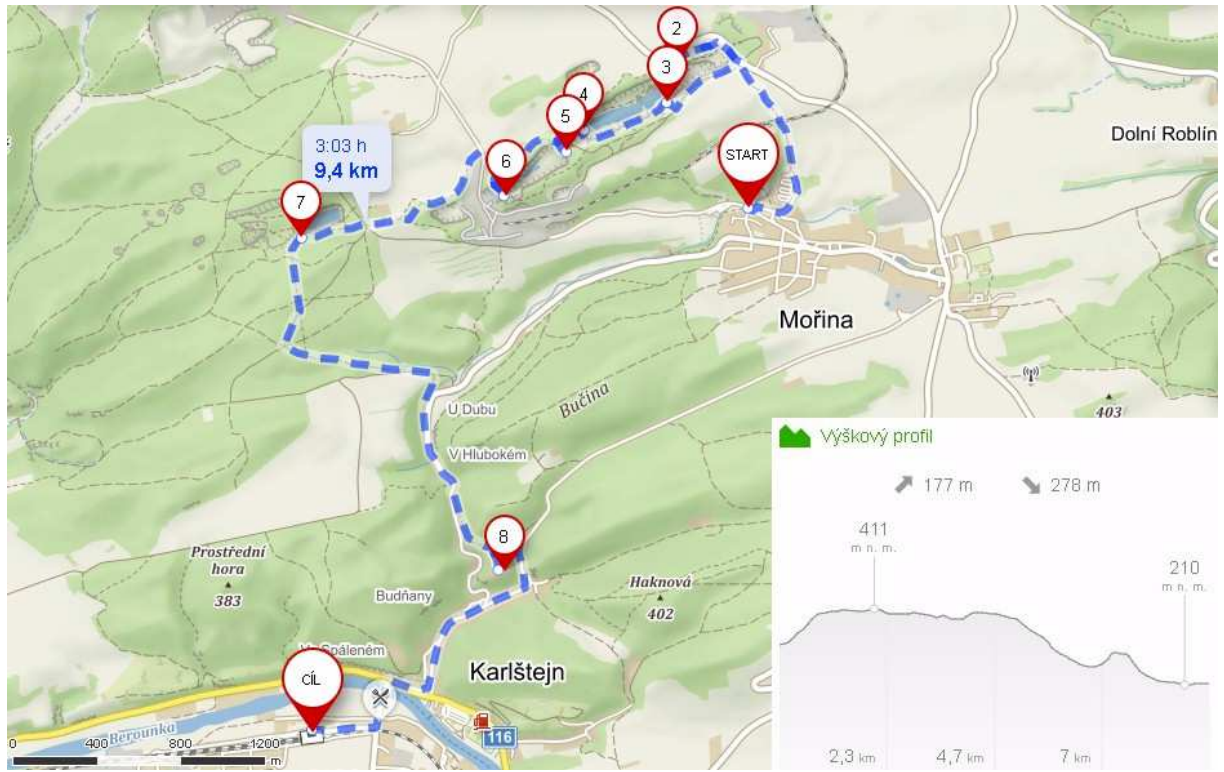 2
3
4
5
6
7
START
3:03 h
9,4 km
Dolní Roblín
Mořina
Bučina
U Dubu
V Hlubokém
403
8
Prostřední
hora
383
Budňany
Haknová
402
Spáleném
Karlštejn
CÍL
116
Berounka
0 400 800 1200
m
Výškový profil
177 m 278 m
411
m n. m.
210
m n. m.
2,3 km 4,7 km 7 km